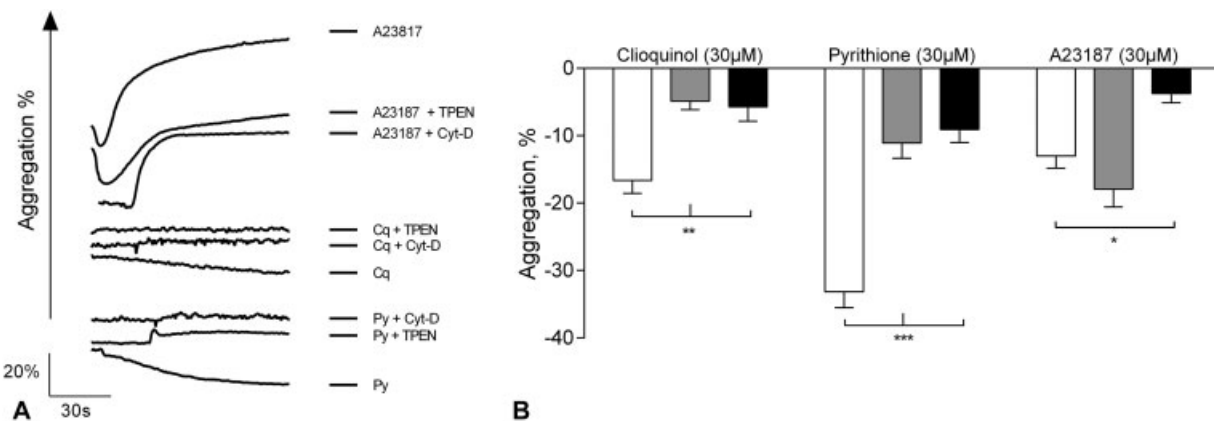 Aggregation %
A23817
A23187 + TPEN
A23187 + Cyt-D
Cq + TPEN
Cq + Cyt-D
Cq
Py + Cyt-D
Py + TPEN
Py
20%
30s
A
Clioquinol (30µM) Pyrithione (30µM) A23187 (30µM)
Aggregation, %
0
-10
-20
-30
-40
**
***
*
B